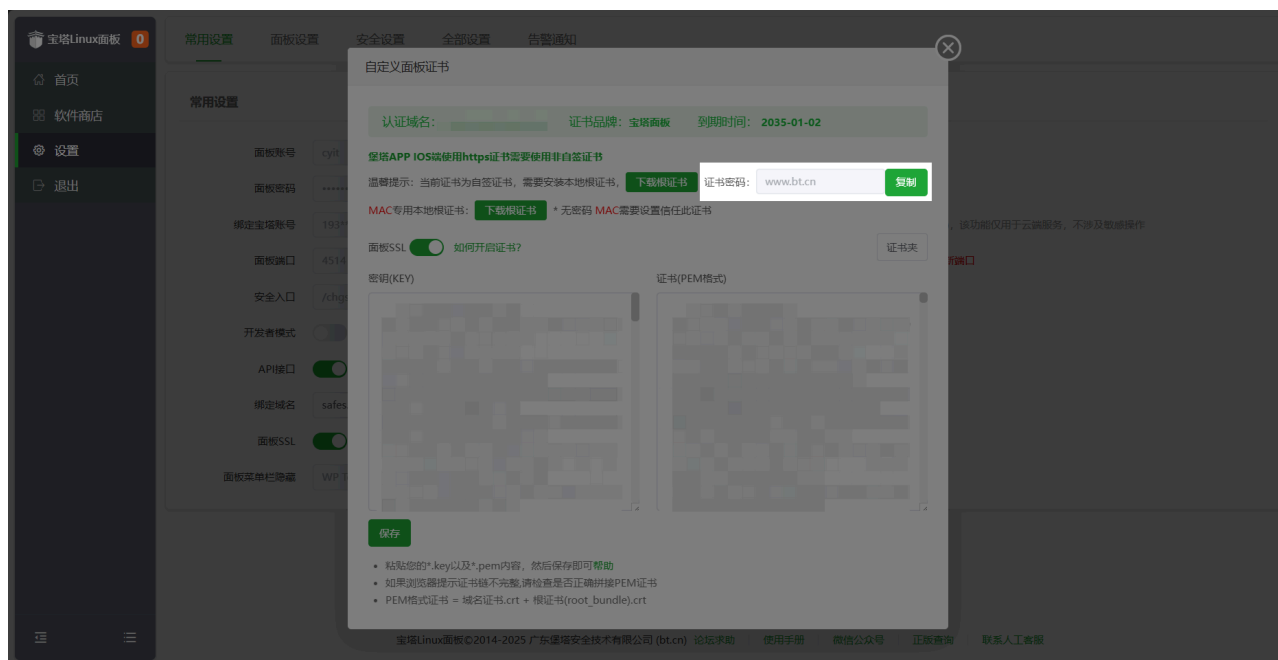 宝塔Linux面板 0
首页
软件商店
设置
退出
常用设置 面板设置 安全设置 全部设置 告警通知
常用设置
面板账号 cyit
面板密码
绑定宝塔账号 193** ，该功能仅用于云端服务，不涉及敏感操作
面板端口 4514
安全入口
开发者模式
API接口
绑定域名 safes
面板SSL
面板菜单栏隐藏 WP
自定义面板证书
认证域名： 证书品牌：宝塔面板 到期时间：2035-01-02
堡塔APP IOS端使用https证书需要使用非自签证书
温馨提示：当前证书为自签证书，需要安装本地根证书， 下载根证书 证书密码： www.bt.cn 复制
MAC专用本地根证书： 下载根证书 * 无密码 MAC需要设置信任此证书
面板SSL 如何开启证书？ 证书夹
密钥(KEY) 证书(PEM格式)
保存
粘贴您的*.key以及*.pem内容，然后保存即可帮助
如果浏览器提示证书链不完整,请检查是否正确拼接PEM证书
PEM格式证书 = 域名证书.crt + 根证书(root_bundle).crt
宝塔Linux面板©2014-2025 广东堡塔安全技术有限公司 (bt.cn) 论坛求助 使用手册 微信公众号 正版查询 联系人工客服